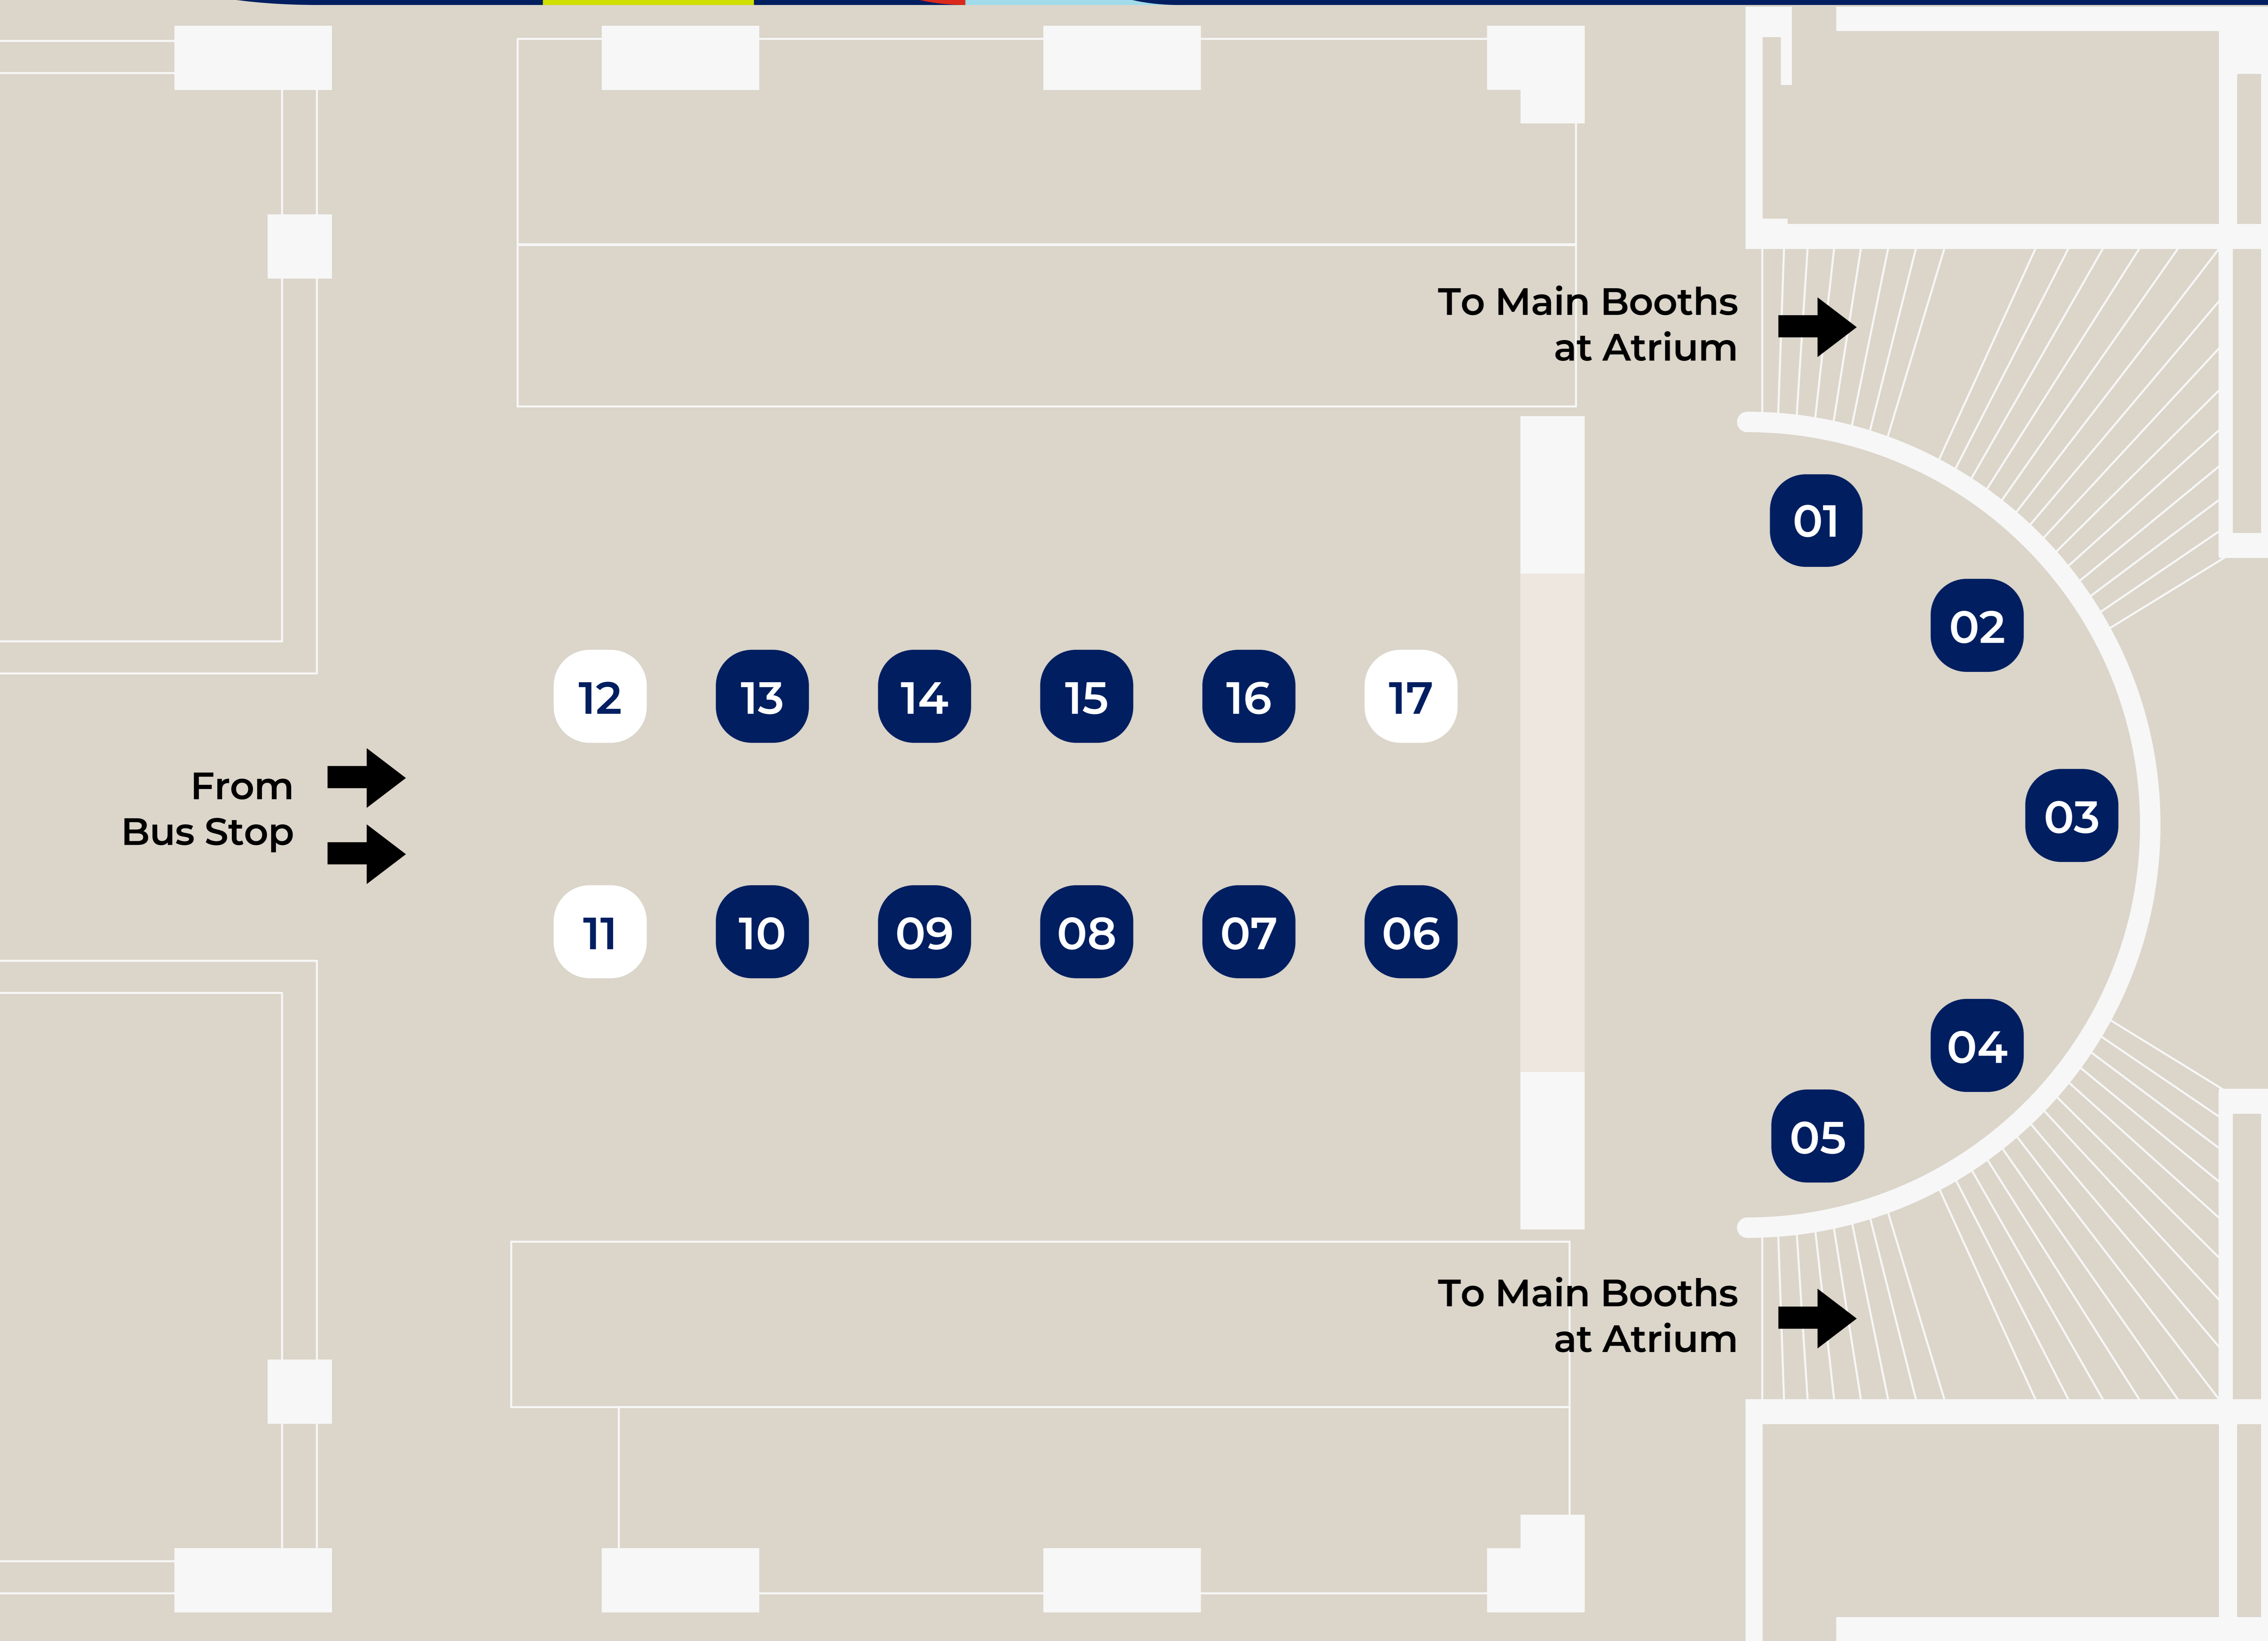 To Main Booths
at Atrium
01
02
12
13
14
15
16
17
From
Bus Stop
03
11
10
09
08
07
06
04
05
To Main Booths
at Atrium